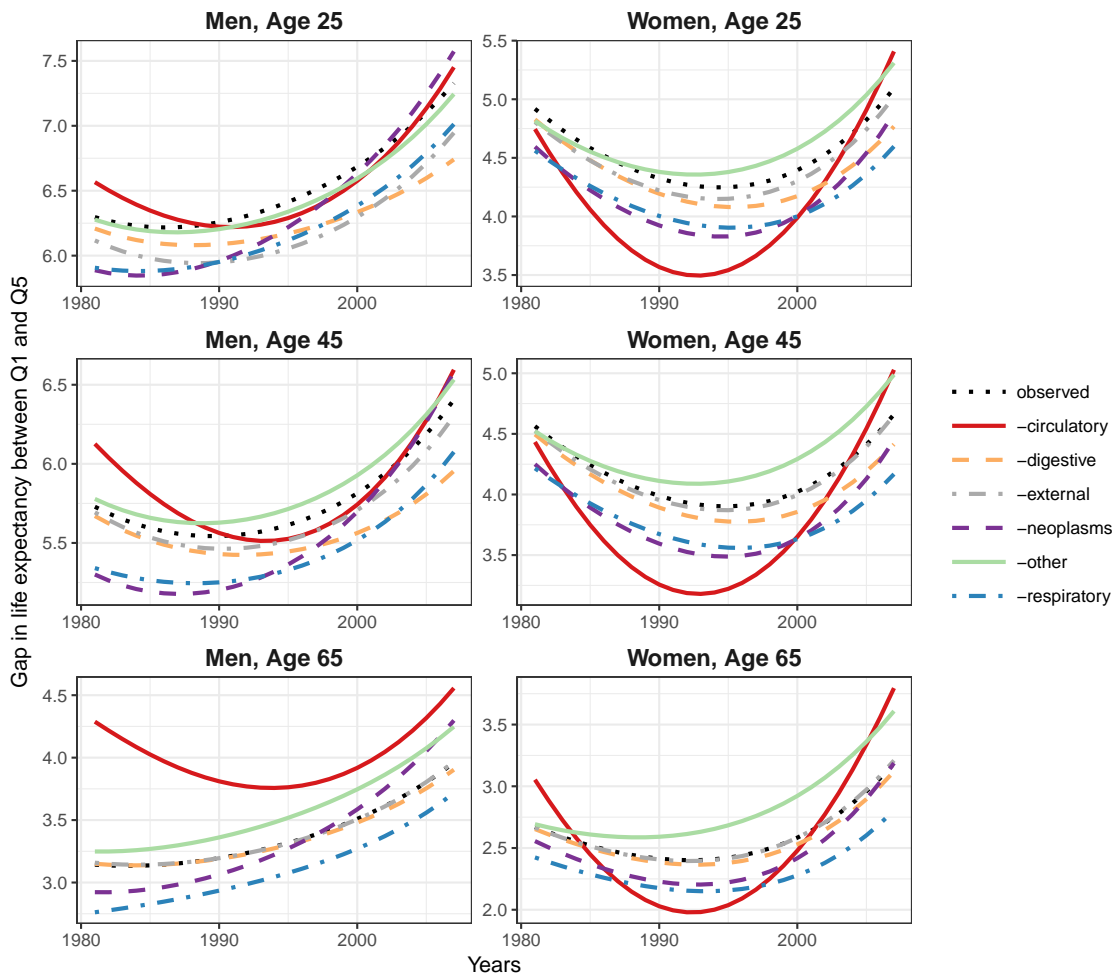 Men, Age 25
Women, Age 25
7.5
7.0
6.5
6.0
1980
1990
2000
5.5
5.0
4.5
4.0
3.5
1980
1990
2000
Men, Age 45
Women, Age 45
6.5
6.0
5.5
1980
1990
2000
5.0
4.5
4.0
3.5
1980
1990
2000
Men, Age 65
Women, Age 65
4.5
4.0
3.5
3.0
1980
1990
2000
3.5
3.0
2.5
2.0
1980
1990
2000
Gap in life expectancy between Q1 and Q5
Years
observed
−circulatory
−digestive
−external
−neoplasms
−other
−respiratory